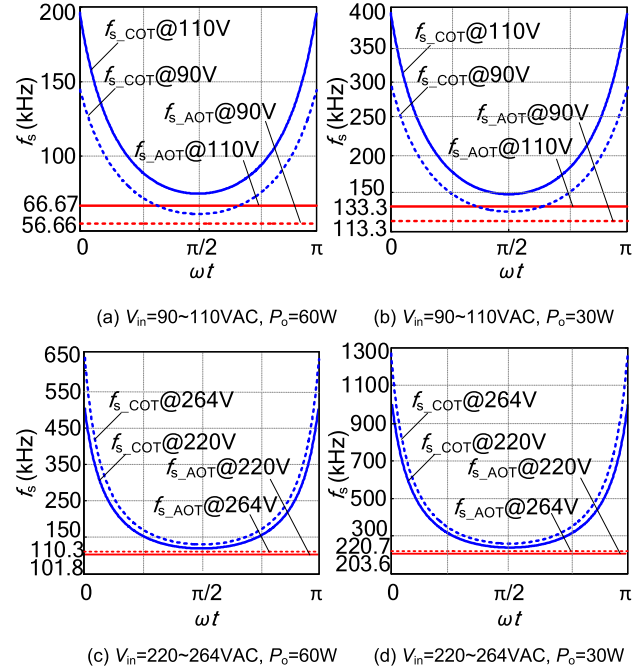 200
f_s_COT@110V
150
f_s_COT@90V
f_s_AOT@90V
f_s_AOT@110V
100
66.67
56.66
f_s (kHz)
0
π/2
π
ωt
(a) V_in=90~110VAC, P_o=60W
400
350
300
250
200
150
133.3
113.3
f_s (kHz)
f_s_COT@110V
f_s_COT@90V
f_s_AOT@90V
f_s_AOT@110V
0
π/2
π
ωt
(b) V_in=90~110VAC, P_o=30W
650
550
450
350
250
150
110.3
101.8
f_s (kHz)
f_s_COT@264V
f_s_COT@220V
f_s_AOT@220V
f_s_AOT@264V
0
π/2
π
ωt
(c) V_in=220~264VAC, P_o=60W
1300
1100
900
700
500
300
220.7
203.6
f_s (kHz)
f_s_COT@264V
f_s_COT@220V
f_s_AOT@220V
f_s_AOT@264V
0
π/2
π
ωt
(d) V_in=220~264VAC, P_o=30W